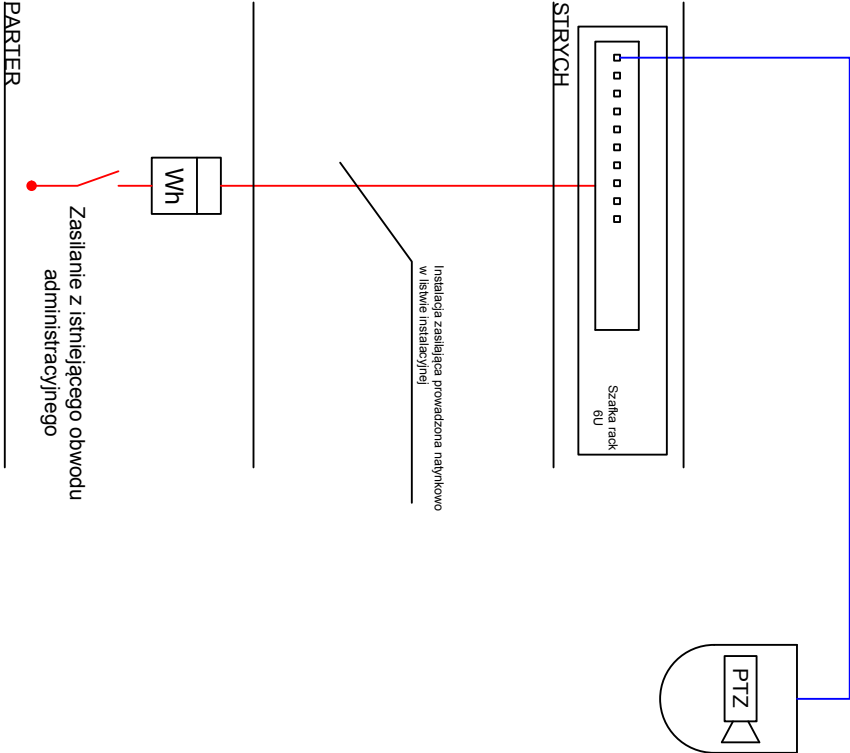 STRYCH
Szafka rack
6U
Instalacja zasilająca prowadzona natynkowo
w listwie instalacyjnej
PTZ
Wh
Zasilanie z istniejącego obwodu
administracyjnego
PARTER